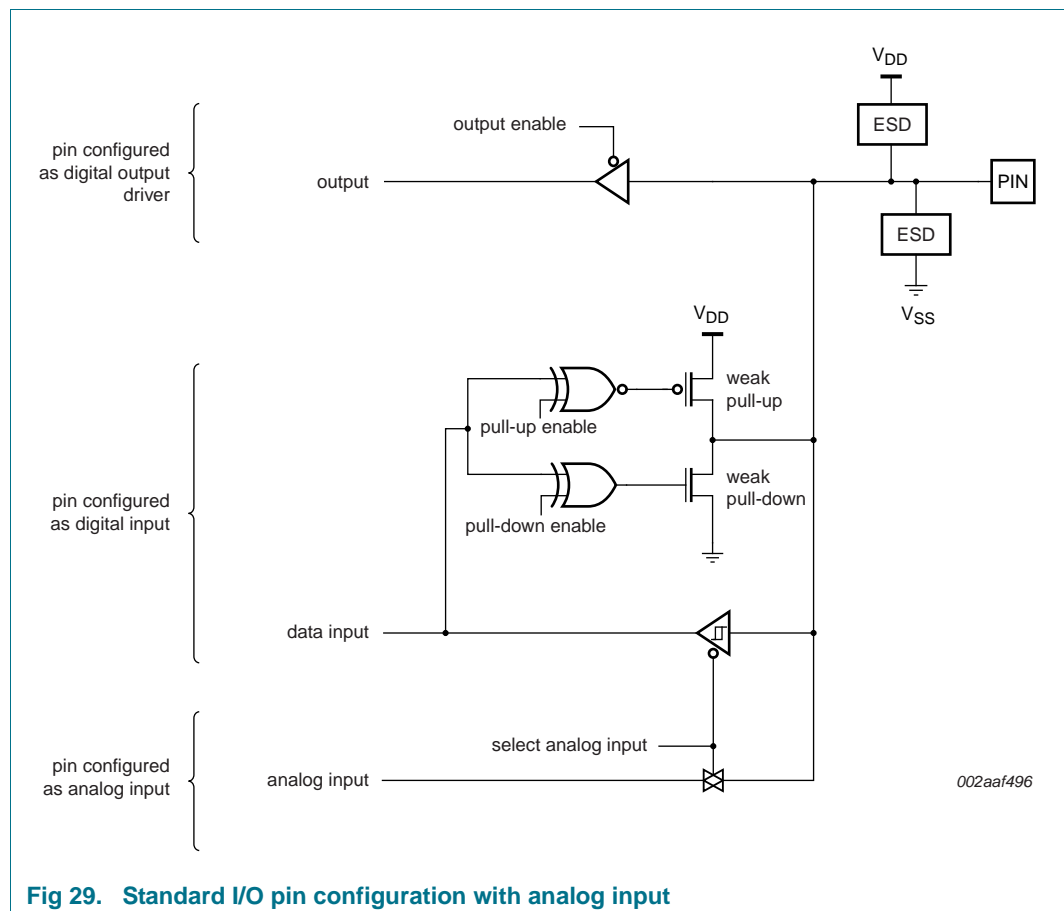 VDD
ESD
output enable
pin configured
as digital output
driver
output
PIN
ESD
VSS
VDD
weak
pull-up
pull-up enable
pin configured
as digital input
weak
pull-down
pull-down enable
data input
select analog input
pin configured
as analog input
analog input
002aaf496
Fig 29. Standard I/O pin configuration with analog input